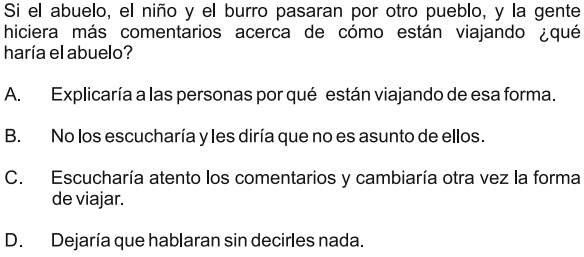 Si el abuelo, el niño y el burro pasaran por otro pueblo, y la gente
hiciera más comentarios acerca de cómo están viajando ¿qué
haría el abuelo?
A. Explicaría a las personas por qué están viajando de esa forma.
B. No los escucharía y les diría que no es asunto de ellos.
C. Escucharía atento los comentarios y cambiaría otra vez la forma
de viajar.
D. Dejaría que hablaran sin decirles nada.